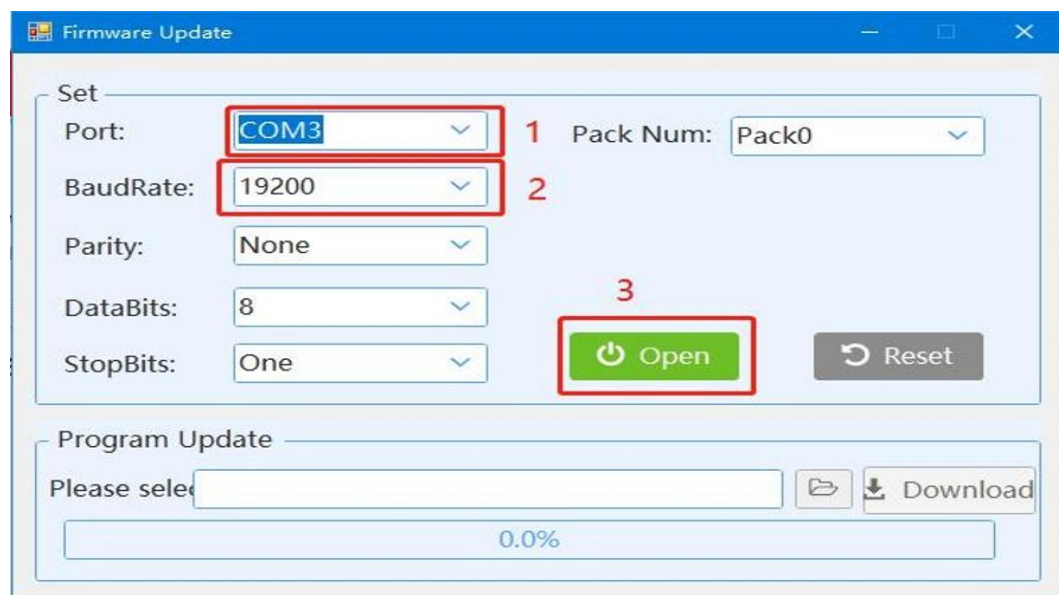 Firmware Update
Set
Port: COM3 1 Pack Num: Pack0
BaudRate: 19200 2
Parity: None
DataBits: 8 3
StopBits: One Open Reset
Program Update
Please selec Download
0.0%